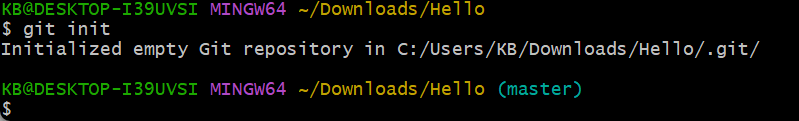 KB@DESKTOP-I39UVSI MINGW64 ~/Downloads/Hello
$ git init
Initialized empty Git repository in C:/Users/KB/Downloads/Hello/.git/
KB@DESKTOP-I39UVSI MINGW64 ~/Downloads/Hello (master)
$